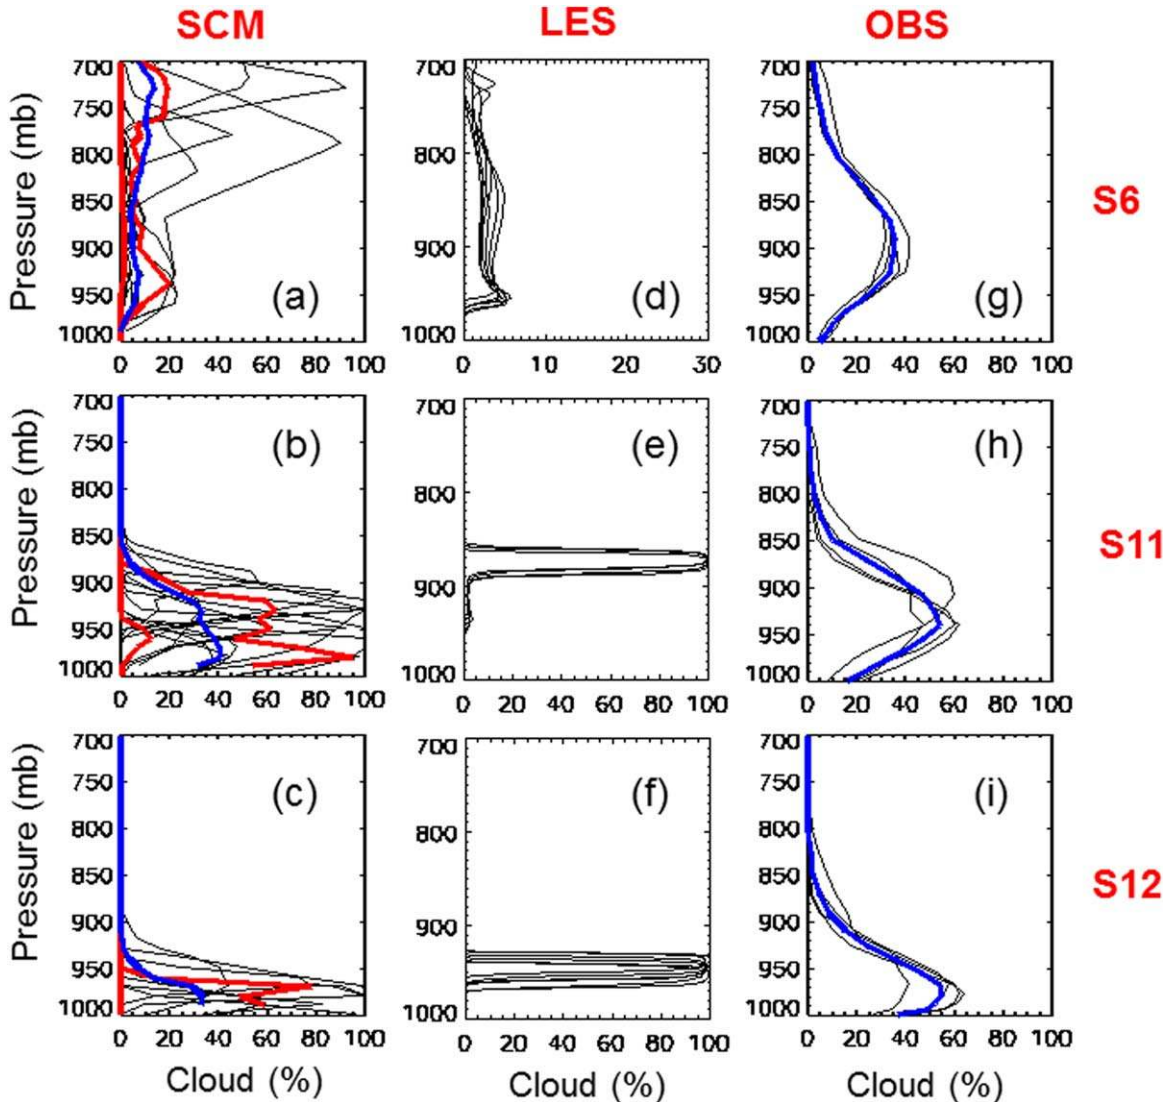 SCM LES OBS
700 700 700
750 750
800 800 800
850 850
900 900 900
950 950
1000 1000 1000
(a) (d) (g)
0 20 40 60 80 100 0 10 20 30 0 20 40 60 80 100
Pressure (mb)
S6
700 700 700
750 750
800 800 800
850 850
900 900 900
950 950
1000 1000 1000
(b) (e) (h)
0 20 40 60 80 100 0 20 40 60 80 100 0 20 40 60 80 100
Pressure (mb)
S11
700 700 700
750 750
800 800 800
850 850
900 900 900
950 950
1000 1000 1000
(c) (f) (i)
0 20 40 60 80 100 0 20 40 60 80 100 0 20 40 60 80 100
Pressure (mb)
S12
Cloud (%) Cloud (%) Cloud (%)